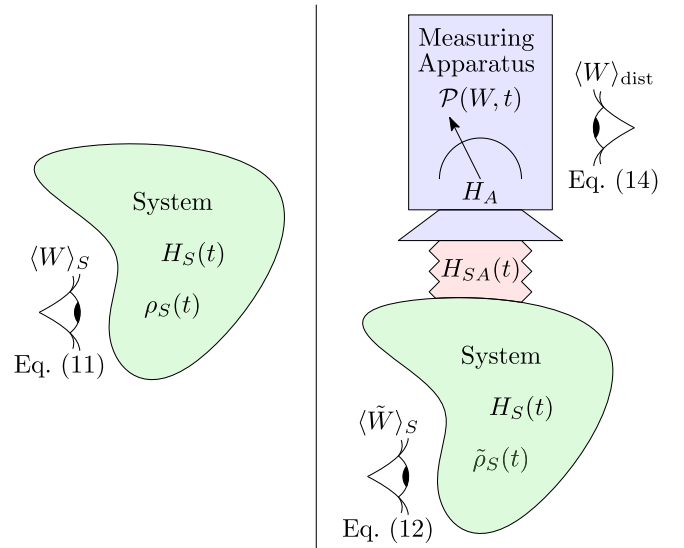 System
H_S(t)
⟨W⟩_S
ρ_S(t)
Eq. (11)
Measuring
Apparatus
𝒫(W, t)
H_A
⟨W⟩_dist
Eq. (14)
H_SA(t)
System
H_S(t)
⟨W̃⟩_S
ρ̃_S(t)
Eq. (12)